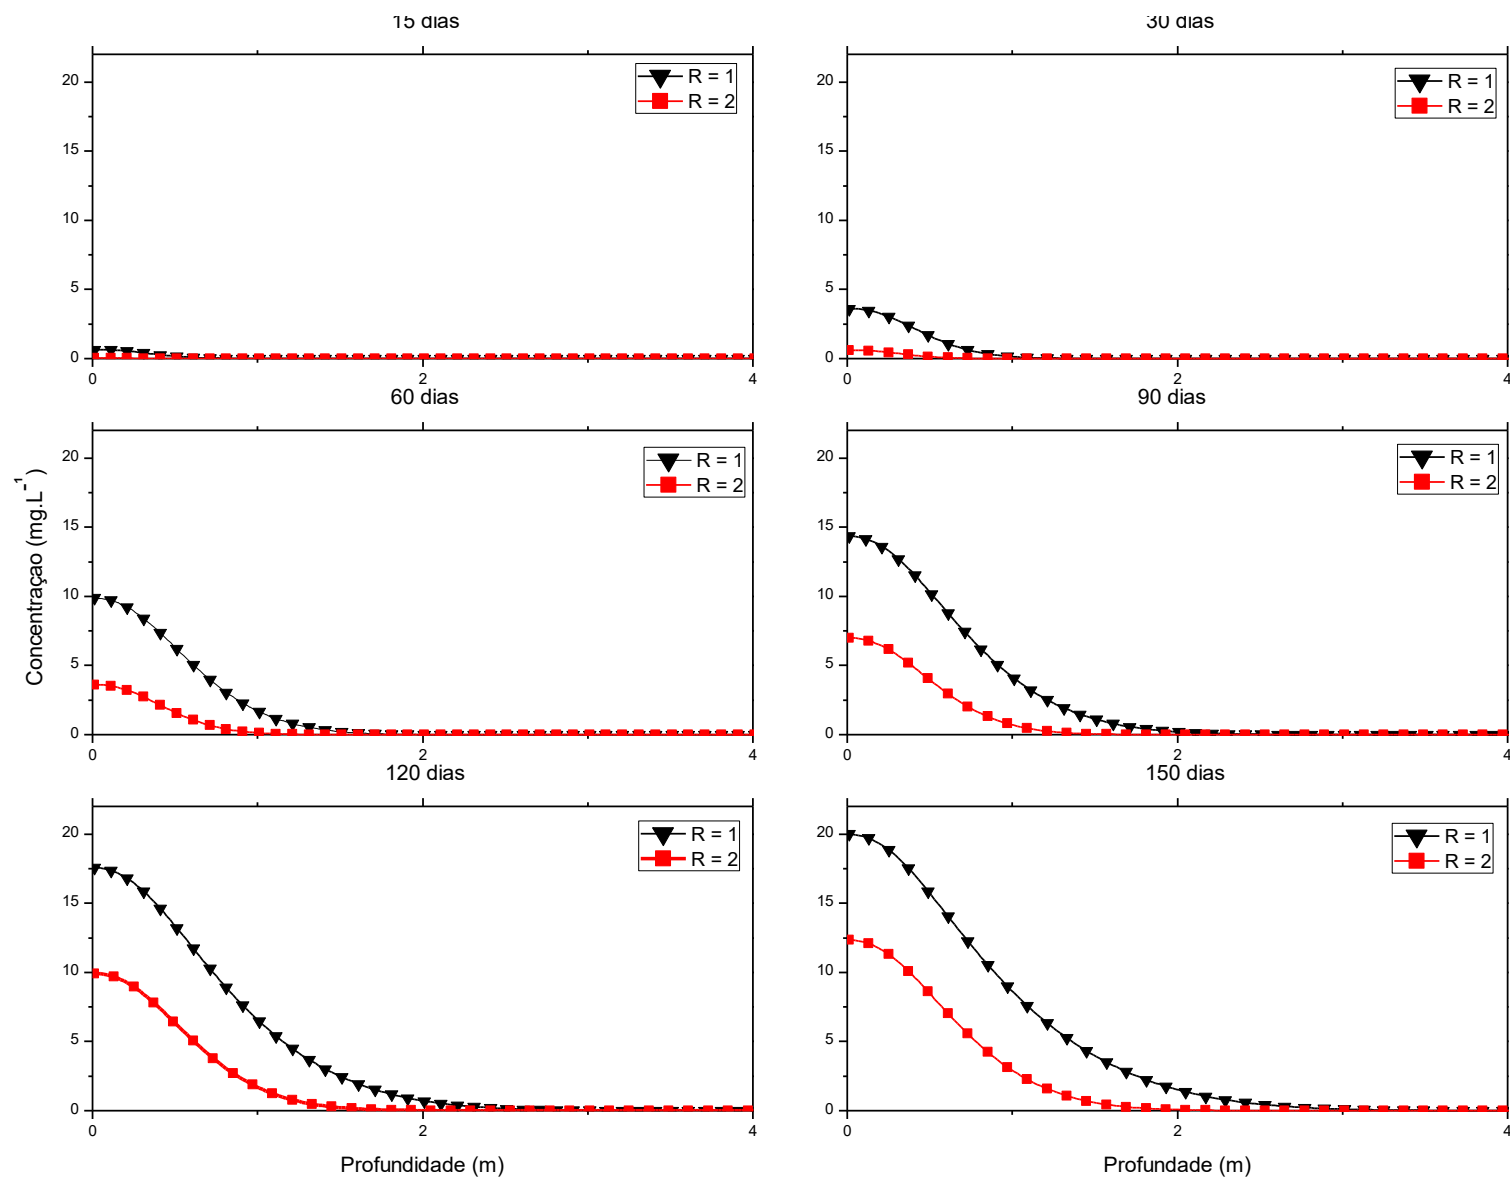 15 dias
30 dias
20
15
10
5
0
0 2 4
R = 1
R = 2
20
15
10
5
0
0 2 4
R = 1
R = 2
60 dias
90 dias
Concentraçao (mg.L⁻¹)
20
15
10
5
0
0 2 4
R = 1
R = 2
20
15
10
5
0
0 2 4
R = 1
R = 2
120 dias
150 dias
20
15
10
5
0
0 2 4
R = 1
R = 2
20
15
10
5
0
0 2 4
R = 1
R = 2
Profundidade (m)
Profundade (m)